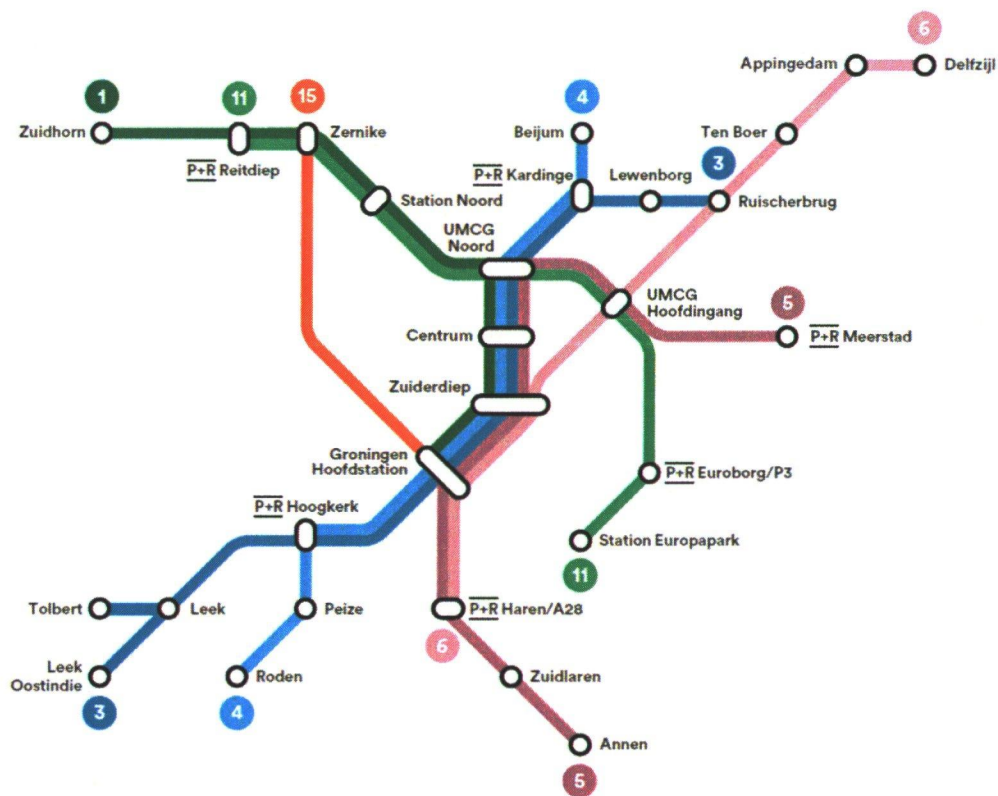 6
Appingedam
Delfzijl
1
11
15
4
Zuidhorn
Zernike
Beijum
Ten Boer
P+R Reitdiep
P+R Kardinge
Lewenborg
3
Station Noord
Ruischerbrug
UMCG
Noord
UMCG
Hoofdingang
5
Centrum
P+R Meerstad
Zuiderdiep
Groningen
Hoofdstation
P+R Euroborg/P3
P+R Hoogkerk
Station Europapark
11
Tolbert
Leek
Peize
P+R Haren/A28
6
Leek
Oostindie
Roden
Zuidlaren
3
4
Annen
5